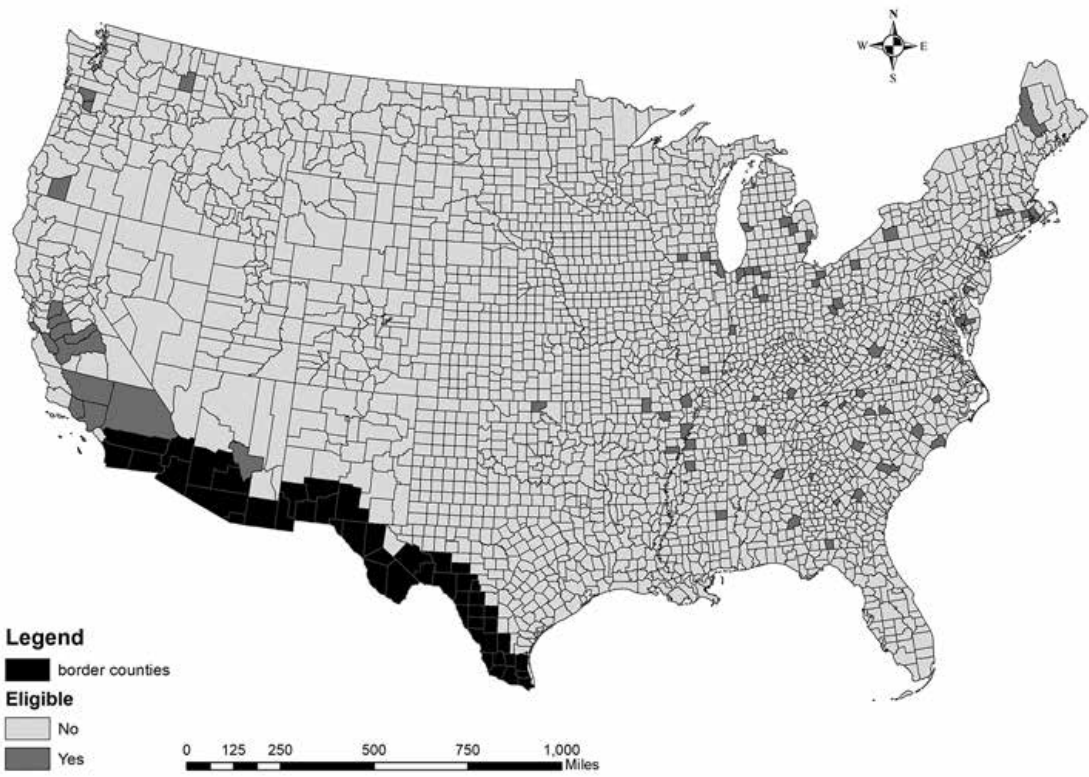 N
W E
S
Legend
border counties
Eligible
No
Yes
0 125 250 500 750 1,000
Miles